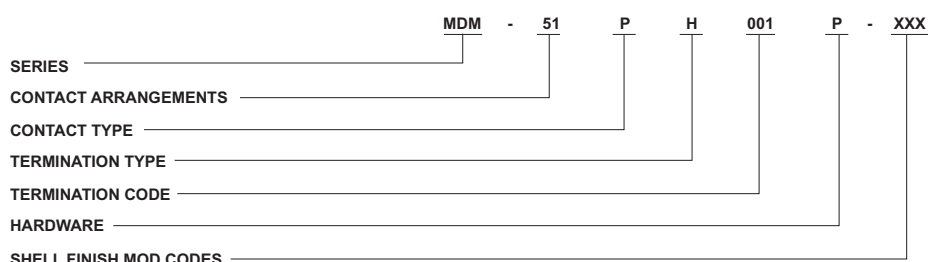 MDM - 51 P H 001 P - XXX
SERIES
CONTACT ARRANGEMENTS
CONTACT TYPE
TERMINATION TYPE
TERMINATION CODE
HARDWARE
SHELL FINISH MOD CODES